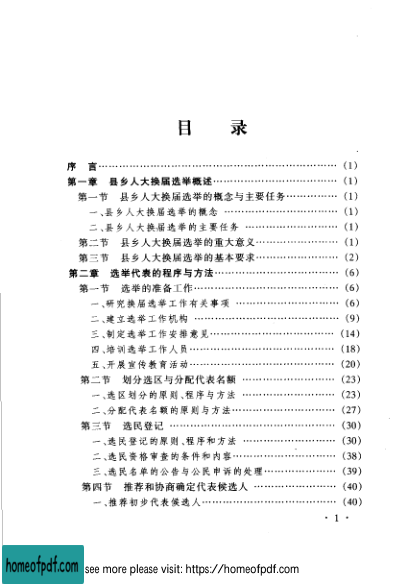 目 录
序 言……………………………………………………(1)
第一章 县乡人大换届选举概述……………………………(1)
第一节 县乡人大换届选举的概念与主要任务……………(1)
一、县乡人大换届选举的概念……………………………(1)
二、县乡人大换届选举的主要任务………………………(1)
第二节 县乡人大换届选举的重大意义…………………(1)
第三节 县乡人大换届选举的基本要求…………………(2)
第二章 选举代表的程序与方法……………………………(6)
第一节 选举的准备工作…………………………………(6)
一、研究换届选举工作有关事项…………………………(6)
二、建立选举工作机构……………………………………(9)
三、制定选举工作安排意见………………………………(14)
四、培训选举工作人员……………………………………(18)
五、开展宣传教育活动……………………………………(20)
第二节 划分选区与分配代表名额………………………(23)
一、选区划分的原则、程序与方法………………………(23)
二、分配代表名额的原则与方法…………………………(27)
第三节 选民登记…………………………………………(30)
一、选民登记的原则、程序和方法………………………(30)
二、选民资格审查的条件和内容…………………………(38)
三、选民名单的公告与公民申诉的处理…………………(39)
第四节 推荐和协商确定代表候选人……………………(40)
一、推荐初步代表候选人…………………………………(40)
· 1 ·
homeofpdf.com see more please visit: https://homeofpdf.com